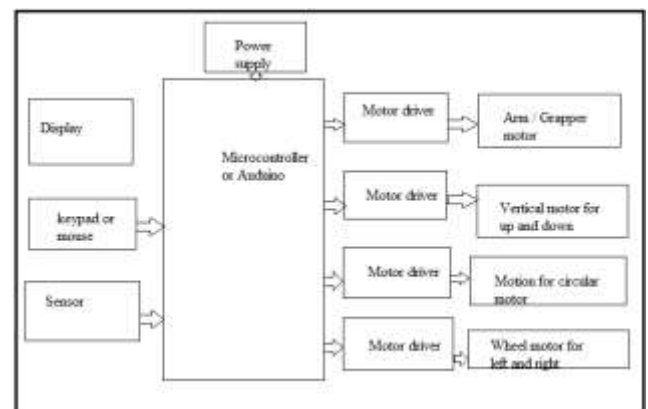 Power
supply
Display
Microcontroller
or Arduino
keypad or
mouse
Sensor
Motor driver
Arm / Grapper
motor
Motor driver
Vertical motor for
up and down
Motor driver
Motion for circular
motor
Motor driver
Wheel motor for
left and right